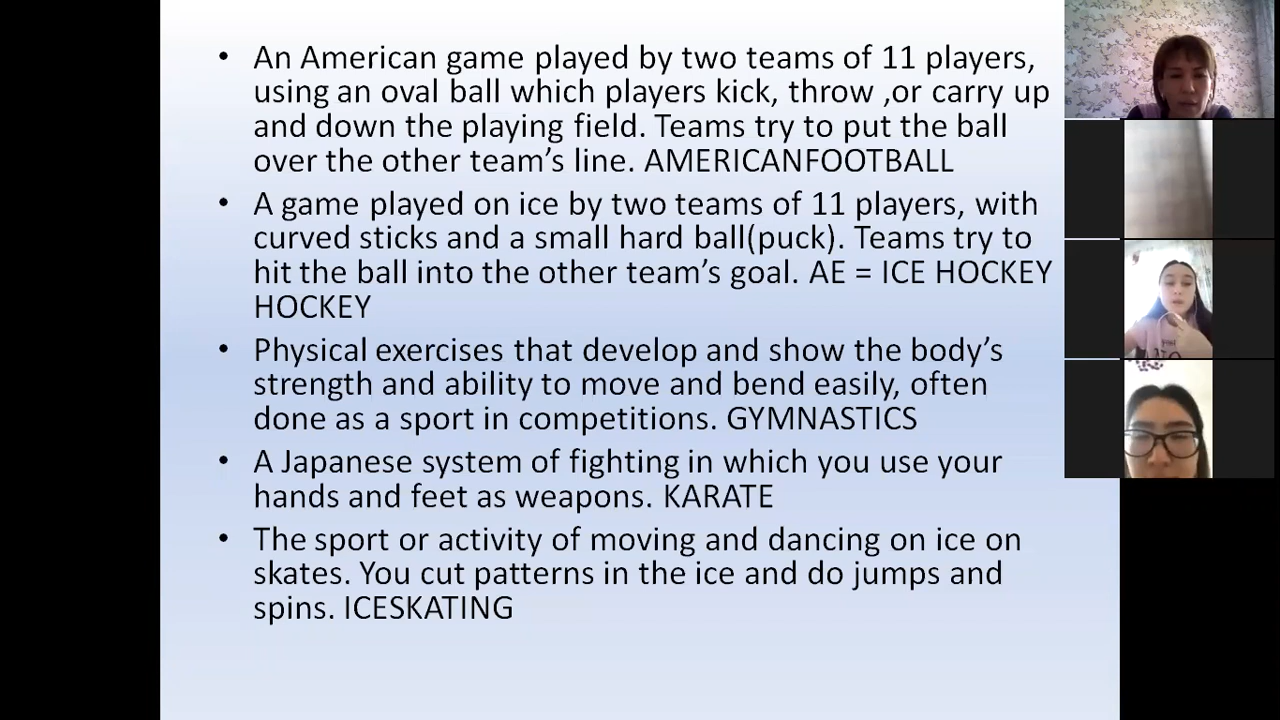 • An American game played by two teams of 11 players,
using an oval ball which players kick, throw ,or carry up
and down the playing field. Teams try to put the ball
over the other team’s line. AMERICANFOOTBALL
• A game played on ice by two teams of 11 players, with
curved sticks and a small hard ball(puck). Teams try to
hit the ball into the other team’s goal. AE = ICE HOCKEY
HOCKEY
• Physical exercises that develop and show the body’s
strength and ability to move and bend easily, often
done as a sport in competitions. GYMNASTICS
• A Japanese system of fighting in which you use your
hands and feet as weapons. KARATE
• The sport or activity of moving and dancing on ice on
skates. You cut patterns in the ice and do jumps and
spins. ICESKATING